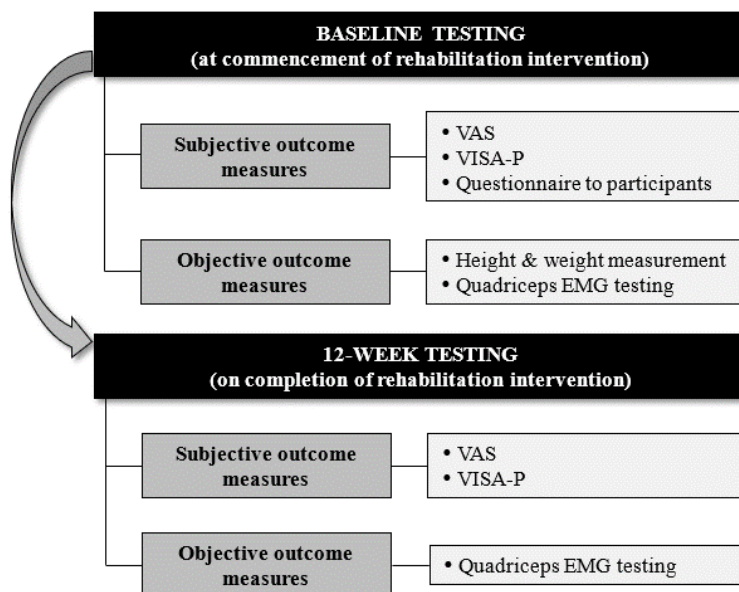 BASELINE TESTING
(at commencement of rehabilitation intervention)
Subjective outcome
measures
• VAS
• VISA-P
• Questionnaire to participants
Objective outcome
measures
• Height & weight measurement
• Quadriceps EMG testing
12-WEEK TESTING
(on completion of rehabilitation intervention)
Subjective outcome
measures
• VAS
• VISA-P
Objective outcome
measures
• Quadriceps EMG testing